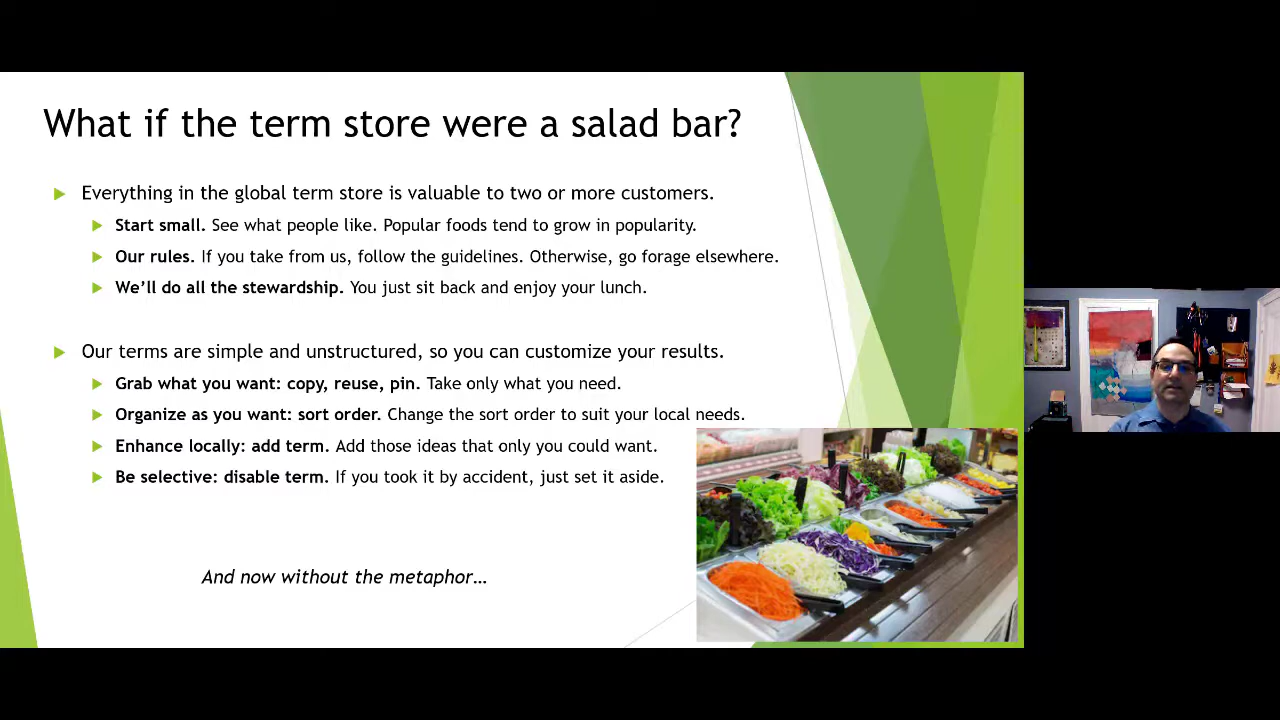 What if the term store were a salad bar?
Everything in the global term store is valuable to two or more customers.
Start small. See what people like. Popular foods tend to grow in popularity.
Our rules. If you take from us, follow the guidelines. Otherwise, go forage elsewhere.
We’ll do all the stewardship. You just sit back and enjoy your lunch.
Our terms are simple and unstructured, so you can customize your results.
Grab what you want: copy, reuse, pin. Take only what you need.
Organize as you want: sort order. Change the sort order to suit your local needs.
Enhance locally: add term. Add those ideas that only you could want.
Be selective: disable term. If you took it by accident, just set it aside.
And now without the metaphor…